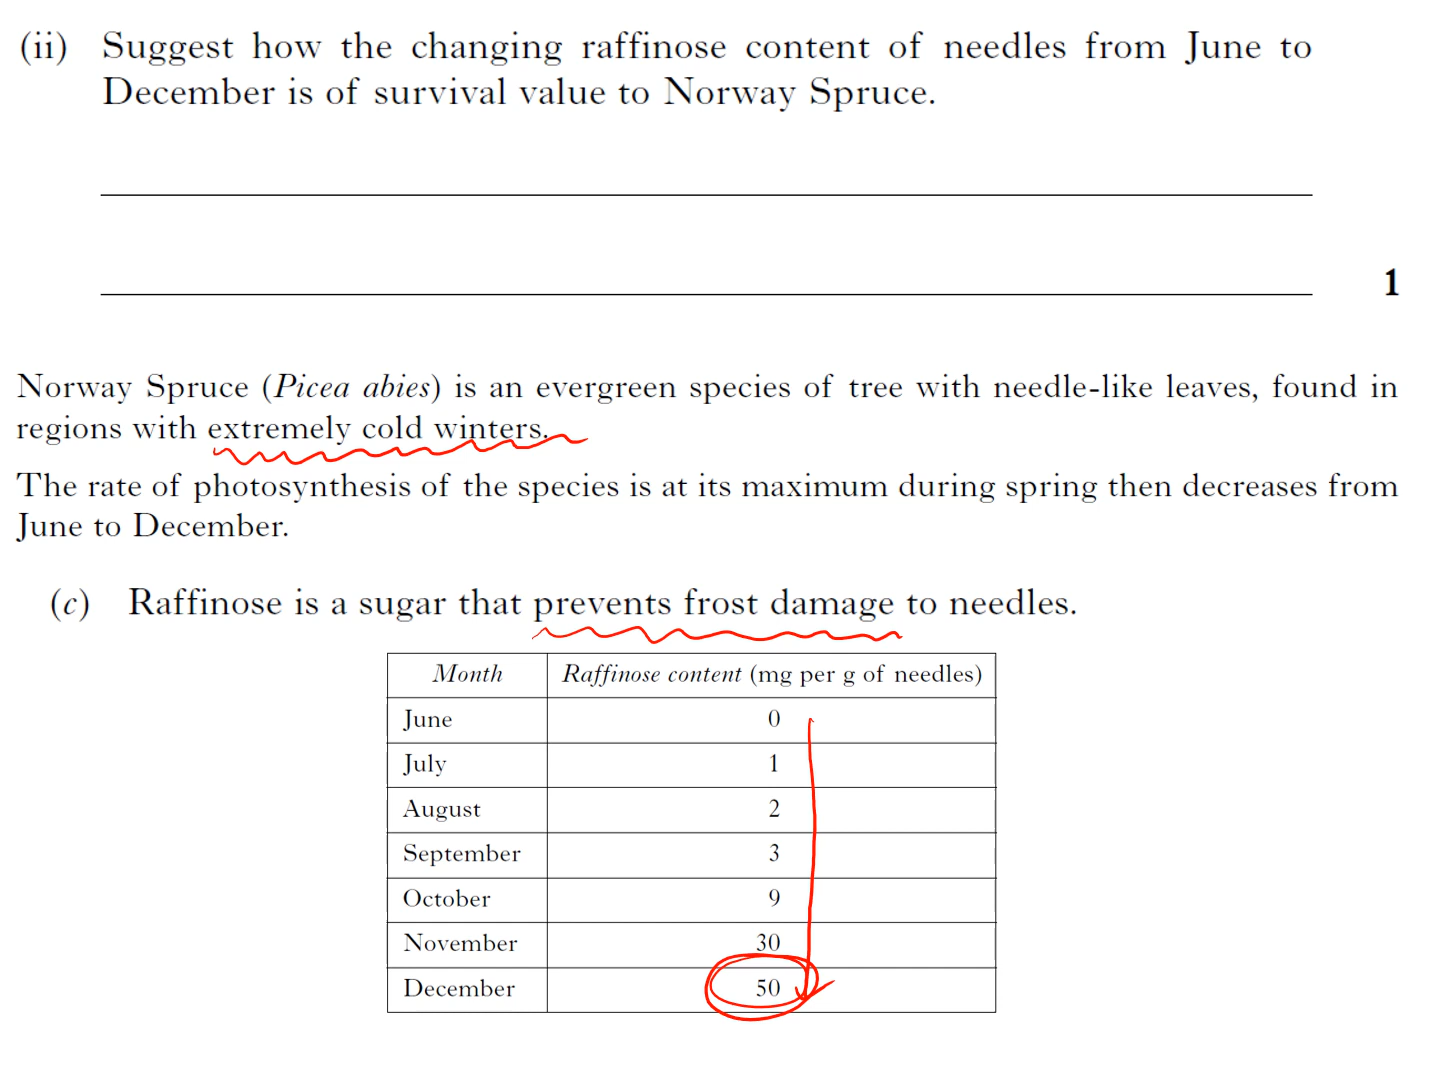 (ii) Suggest how the changing raffinose content of needles from June to
December is of survival value to Norway Spruce.
1
Norway Spruce (Picea abies) is an evergreen species of tree with needle-like leaves, found in
regions with extremely cold winters.
The rate of photosynthesis of the species is at its maximum during spring then decreases from
June to December.
(c) Raffinose is a sugar that prevents frost damage to needles.
Month Raffinose content (mg per g of needles)
June 0
July 1
August 2
September 3
October 9
November 30
December 50